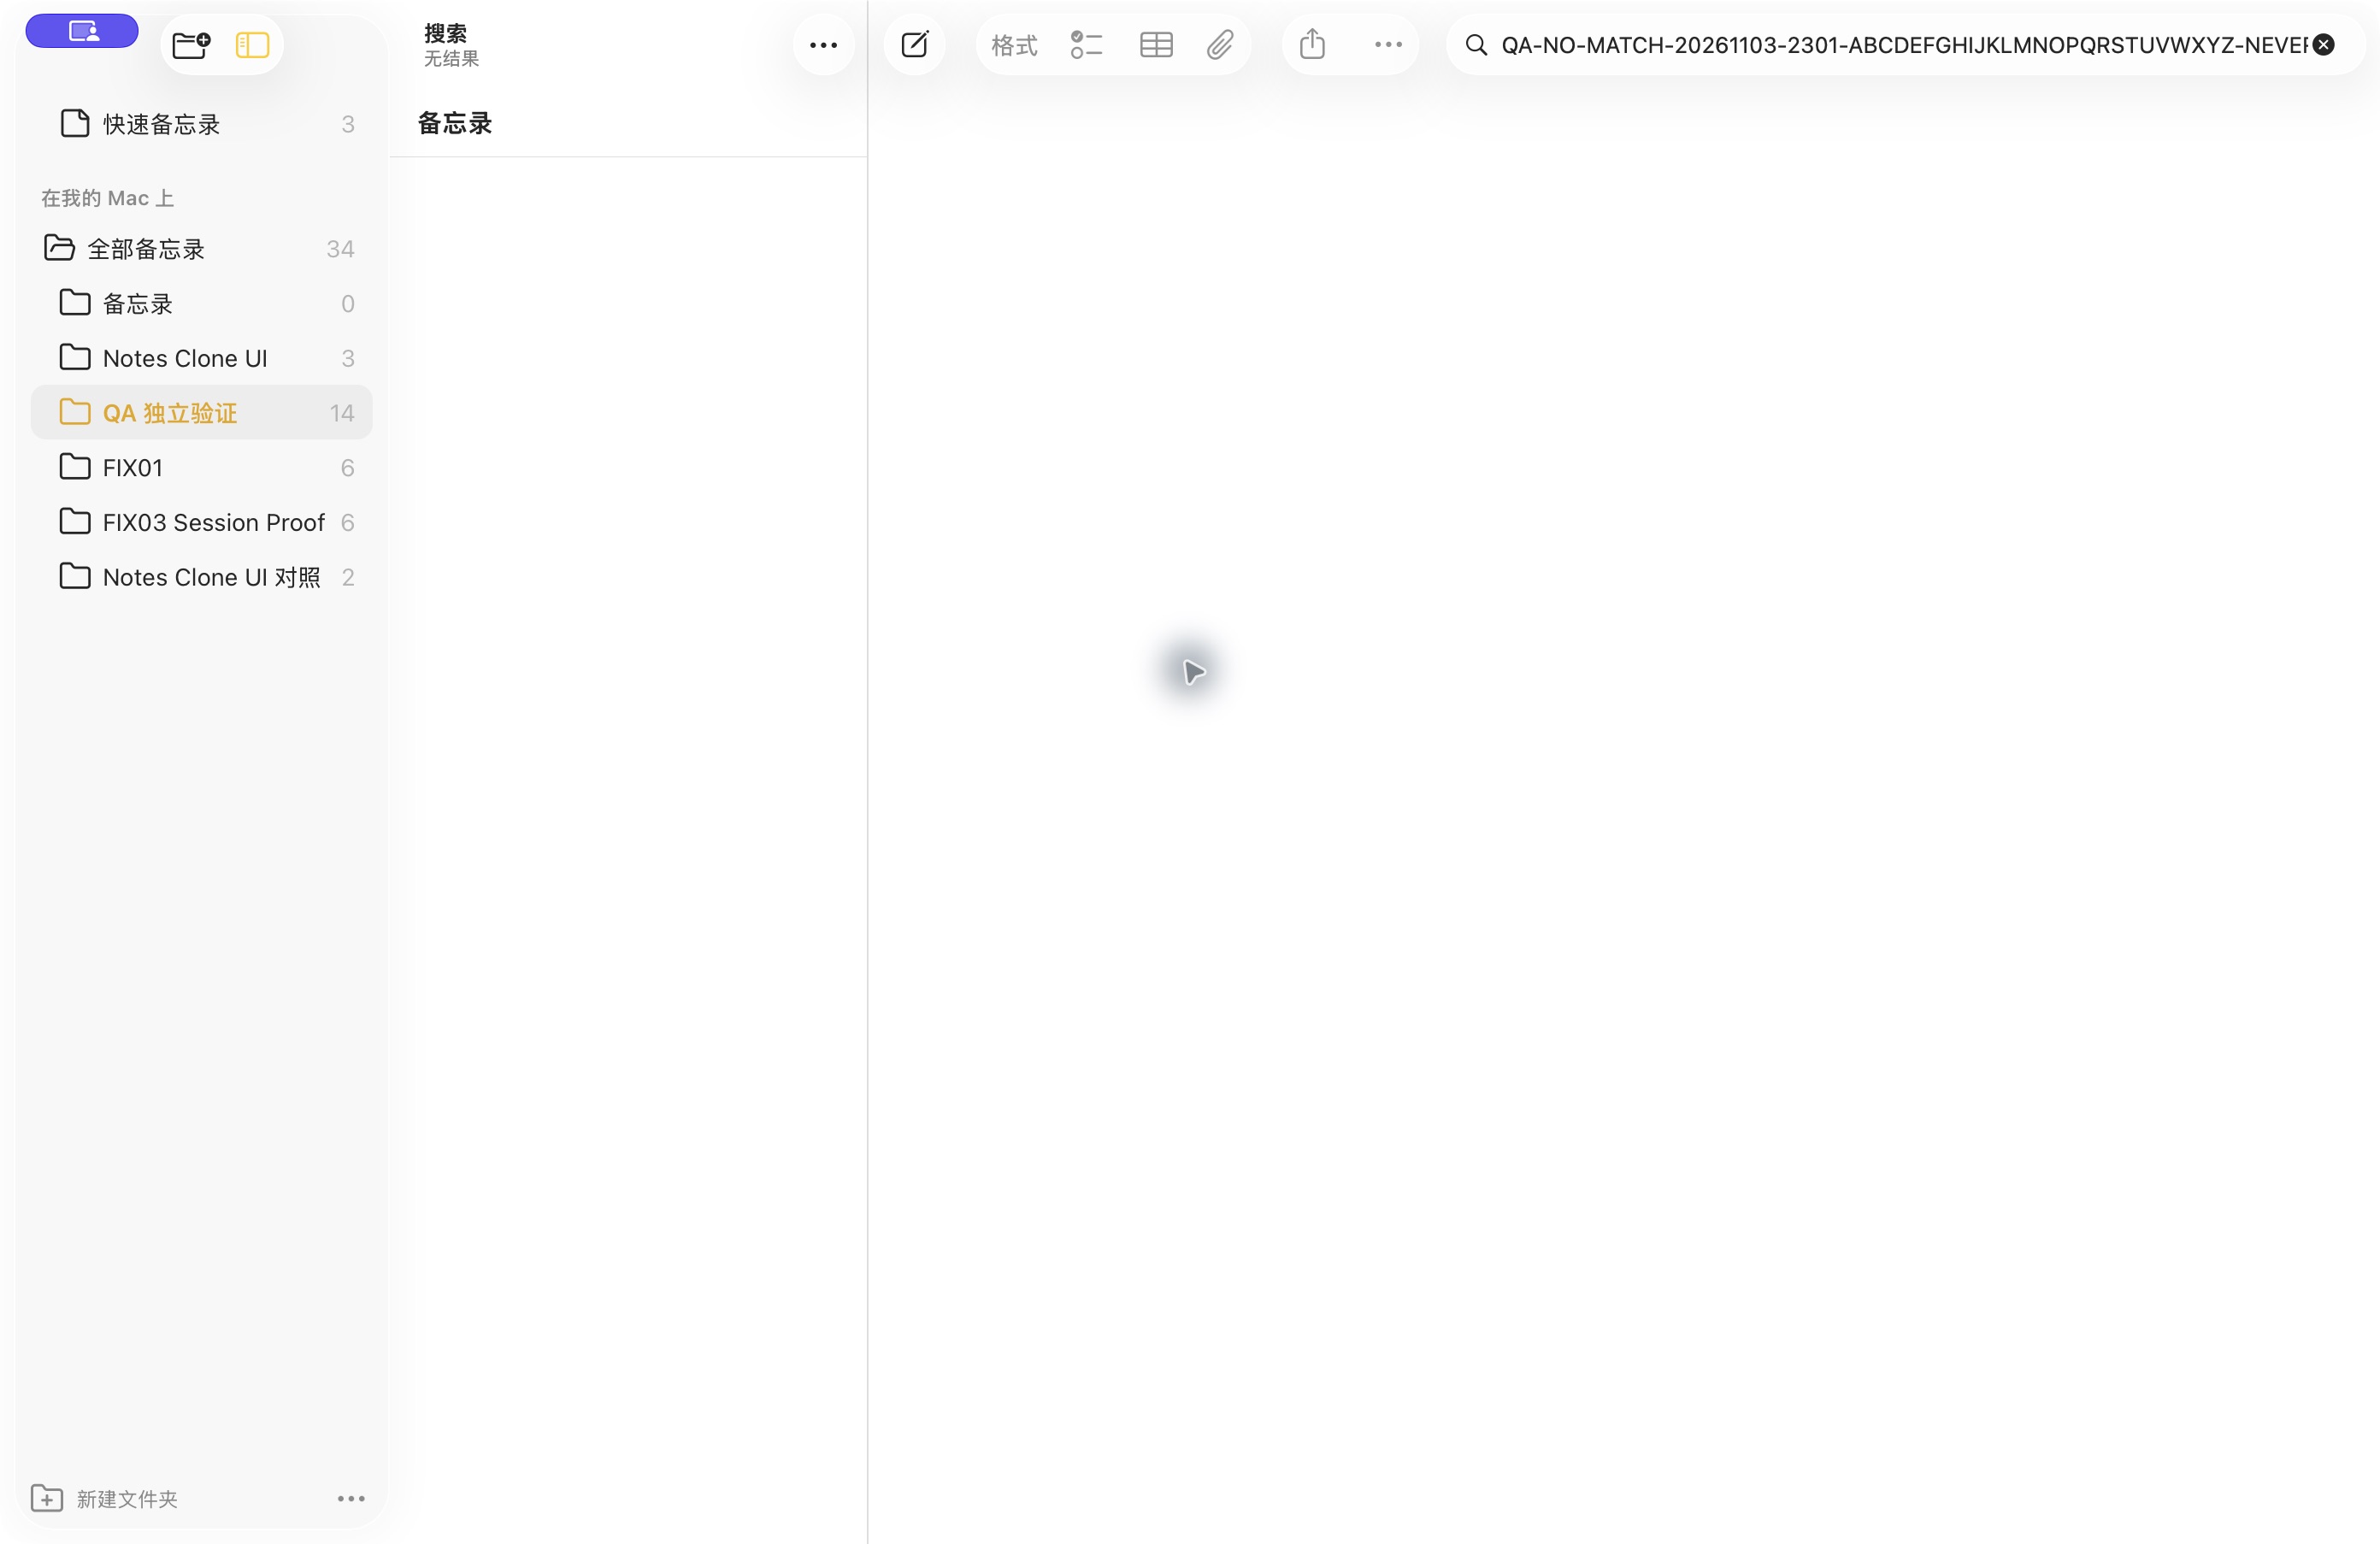 搜索
无结果
格式
QA-NO-MATCH-20261103-2301-ABCDEFGHIJKLMNOPQRSTUVWXYZ-NEVE
快速备忘录 3
备忘录
在我的 Mac 上
全部备忘录 34
备忘录 0
Notes Clone UI 3
QA 独立验证 14
FIX01 6
FIX03 Session Proof 6
Notes Clone UI 对照 2
新建文件夹